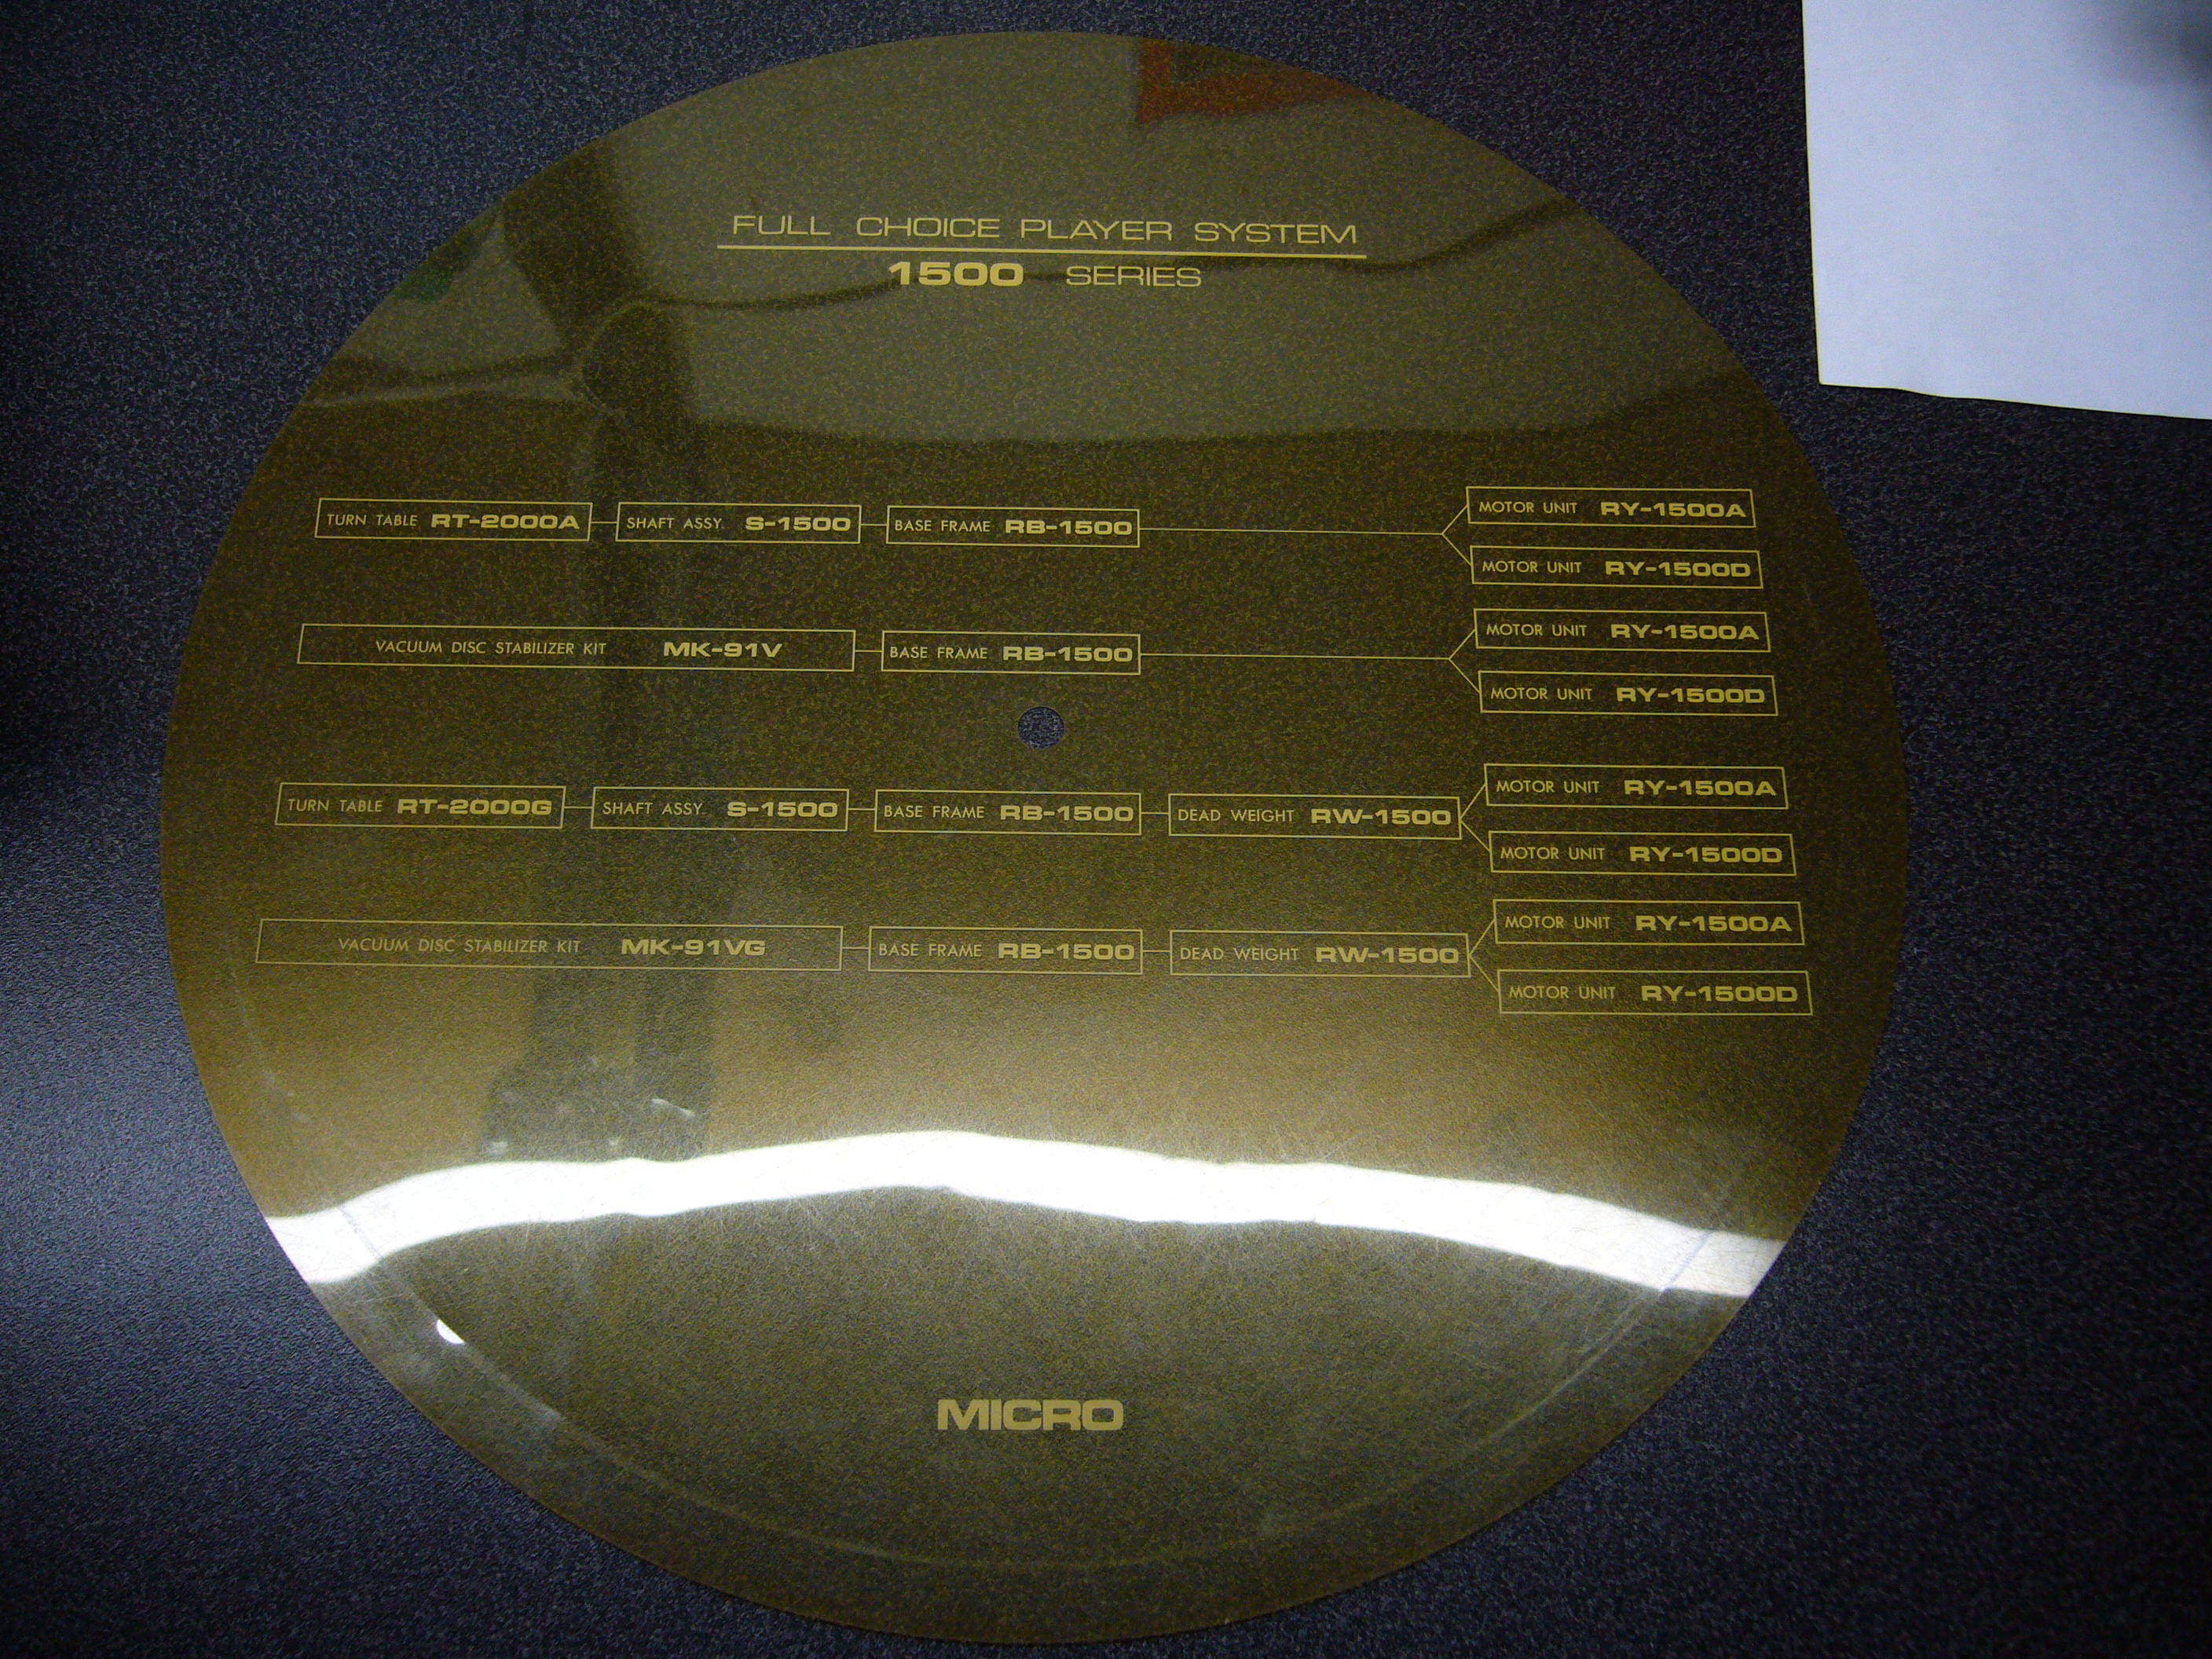 FULL CHOICE PLAYER SYSTEM
1500 SERIES
TURN TABLE RT-2000A SHAFT ASSY. S-1500 BASE FRAME RB-1500 MOTOR UNIT RY-1500A
MOTOR UNIT RY-1500D
VACUUM DISC STABILIZER KIT MK-91V BASE FRAME RB-1500 MOTOR UNIT RY-1500A
MOTOR UNIT RY-1500D
TURN TABLE RT-2000G SHAFT ASSY. S-1500 BASE FRAME RB-1500 DEAD WEIGHT RW-1500 MOTOR UNIT RY-1500A
MOTOR UNIT RY-1500D
VACUUM DISC STABILIZER KIT MK-91VG BASE FRAME RB-1500 DEAD WEIGHT RW-1500 MOTOR UNIT RY-1500A
MOTOR UNIT RY-1500D
MICRO